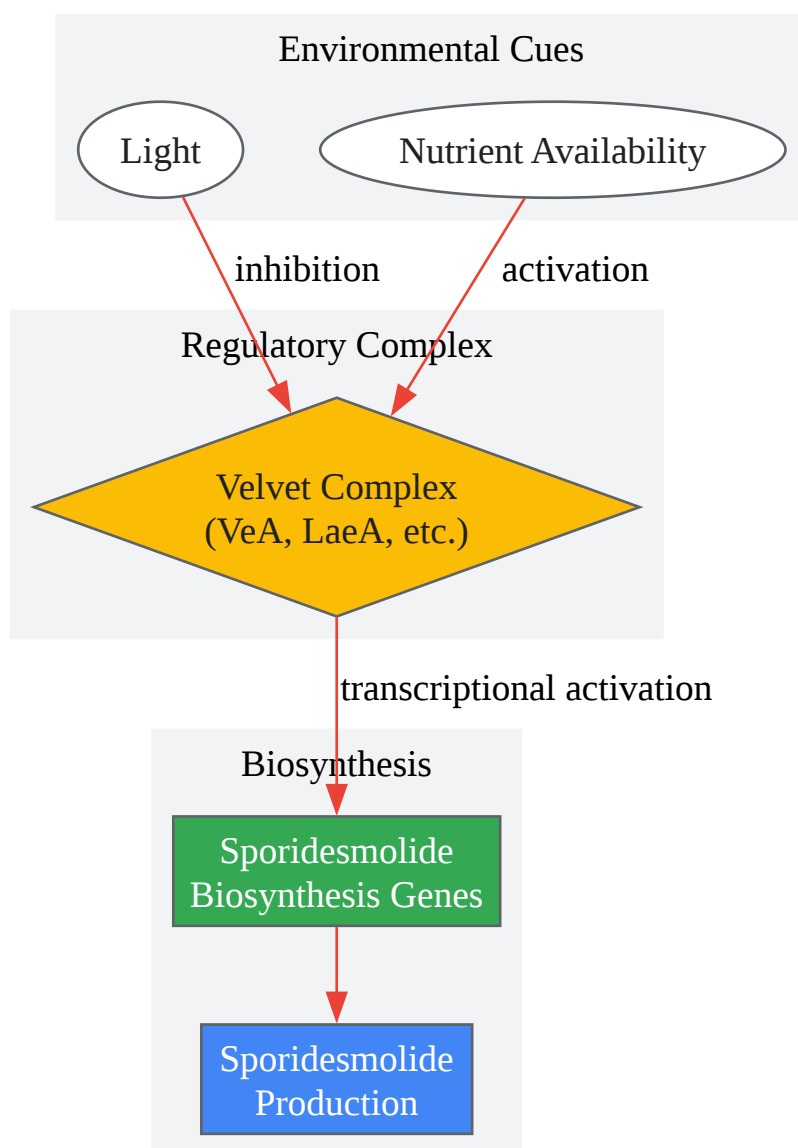 Environmental Cues
Light
Nutrient Availability
inhibition
activation
Regulatory Complex
Velvet Complex
(VeA, LaeA, etc.)
transcriptional activation
Biosynthesis
Sporidesmolide
Biosynthesis Genes
Sporidesmolide
Production